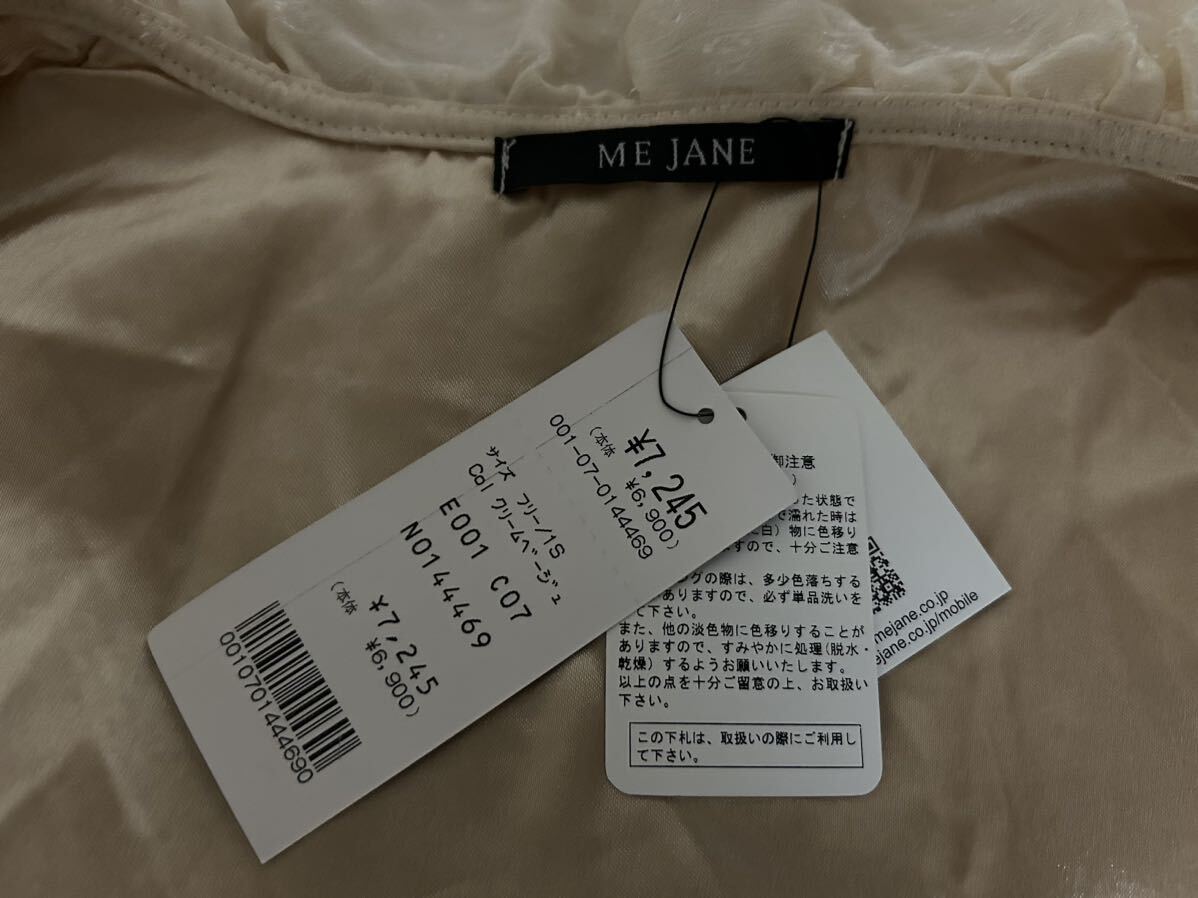 ME JANE
¥7,245
(本体 ¥6,900)
001-07-0144469
サイズ フリー/1S
Cdl クリームベージュ
E001 C07
N0144469
¥7,245
(本体 ¥6,900)
0010701444690
御注意
)
た状態で
で濡れた時は
白) 物に色移り
ますので、十分ご注意
グの際は、多少色落ちする
ありますので、必ず単品洗いを
て下さい。
また、他の淡色物に色移りすることが
ありますので、すみやかに処理(脱水・
乾燥) するようお願いいたします。
以上の点を十分ご留意の上、お取扱い
下さい。
この下札は、取扱いの際にご利用し
て下さい。
mejane.co.jp
ejane.co.jp/mobile